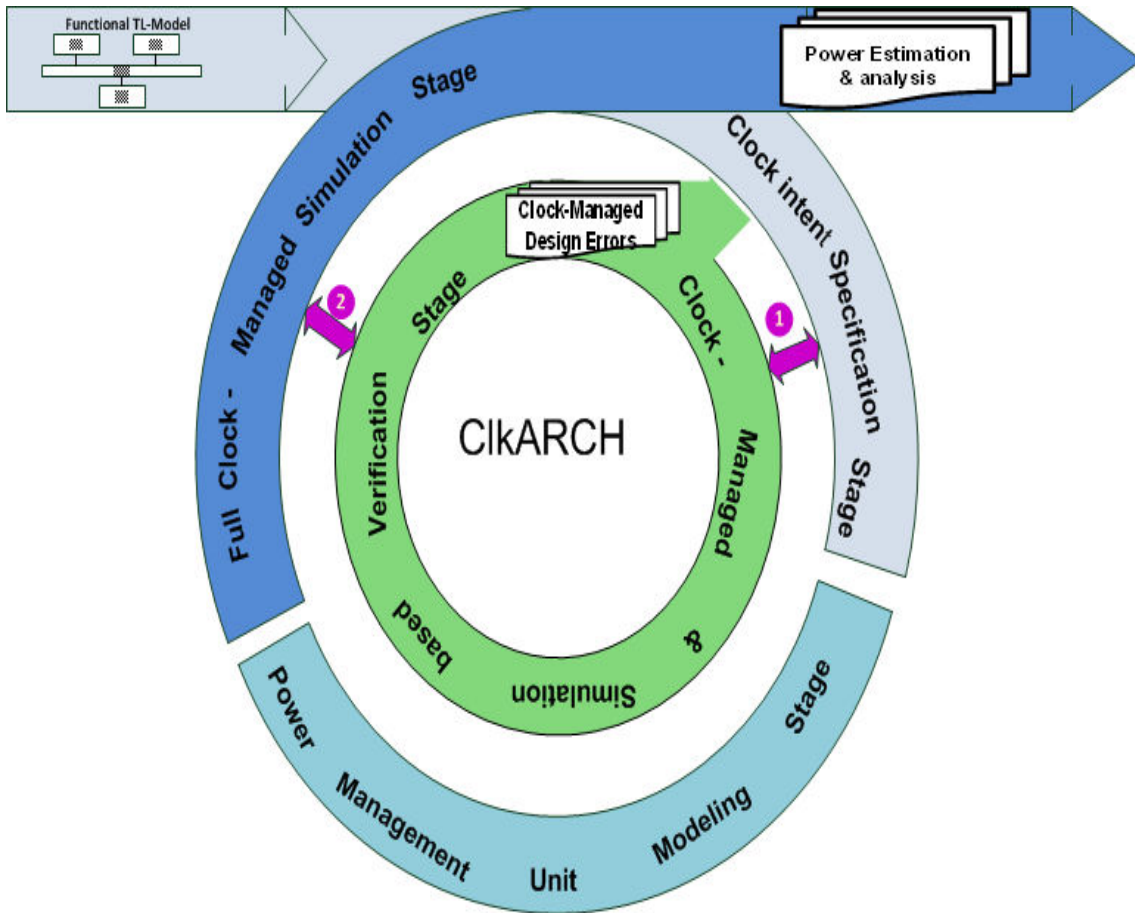 Functional TL-Model
Power Estimation
& analysis
Clock intent Specification Stage
Power Management Unit Modeling Stage
Full Clock - Managed Simulation Stage
Clock-Managed
Design Errors
Clock - Managed & Simulation based Verification Stage
1
2
ClkARCH